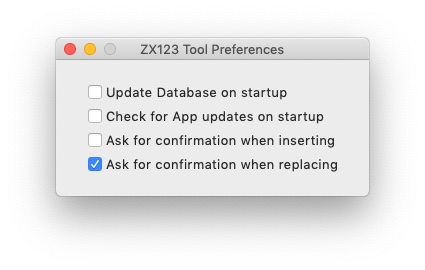 ZX123 Tool Preferences
Update Database on startup
Check for App updates on startup
Ask for confirmation when inserting
Ask for confirmation when replacing